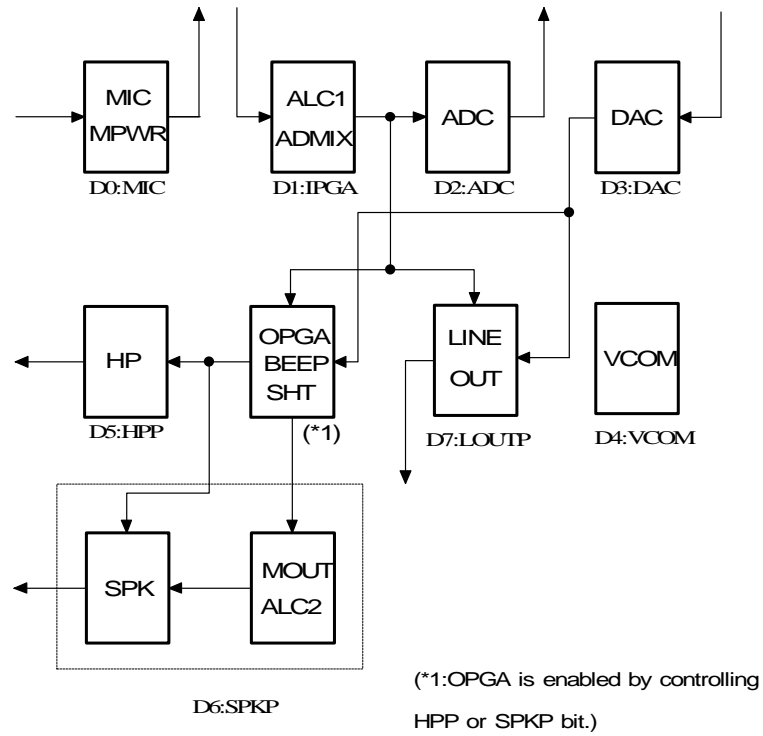 MIC
MPWR
D0:MIC
ALC1
ADMIX
D1:IPGA
ADC
D2:ADC
DAC
D3:DAC
HP
D5:HPP
OPGA
BEEP
SHT
(*1)
LINE
OUT
D7:LOUTP
VCOM
D4:VCOM
SPK
MOUT
ALC2
D6:SPKP
(*1:OPGA is enabled by controlling
HPP or SPKP bit.)